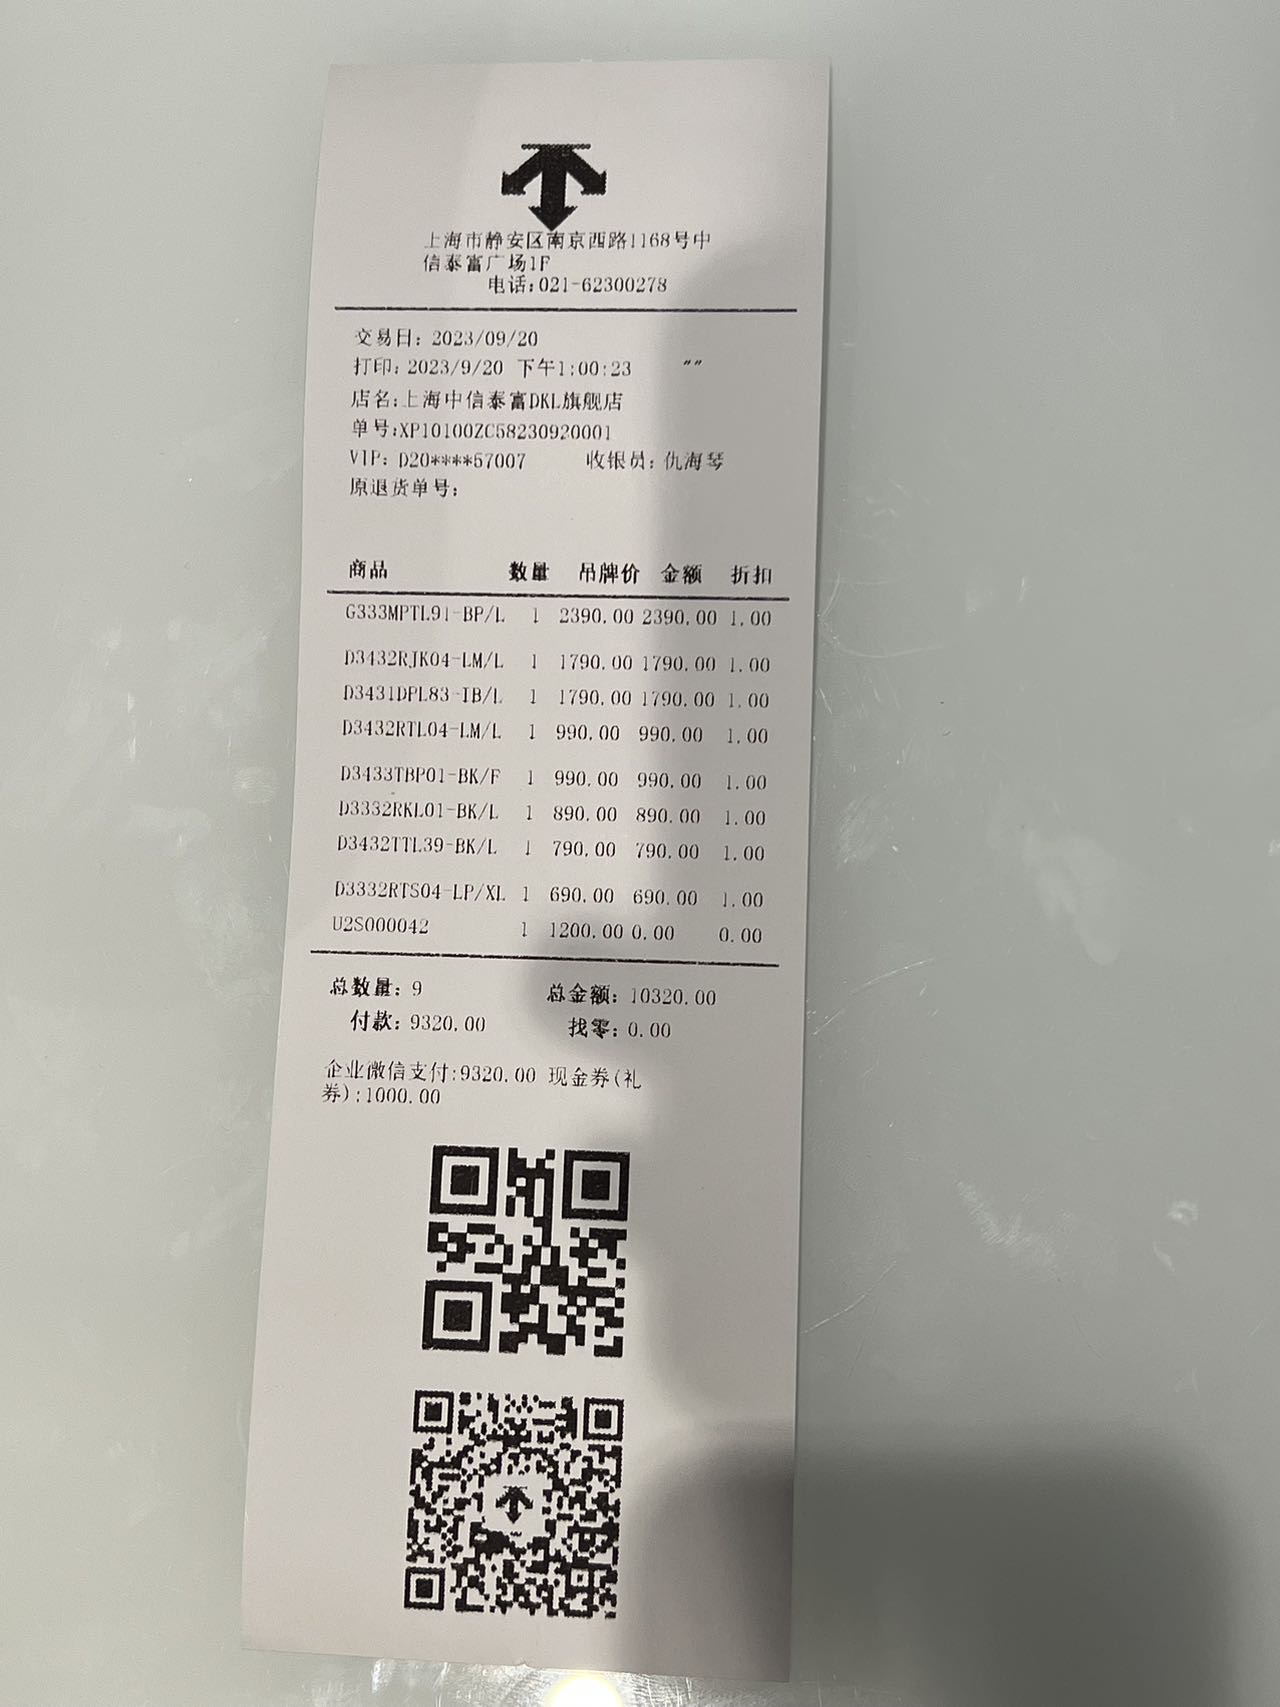 上海市静安区南京西路1168号中
信泰富广场1F
电话:021-62300278
交易日: 2023/09/20
打印: 2023/9/20 下午1:00:23 ""
店名:上海中信泰富DKL旗舰店
单号:XP10100ZC58230920001
VIP: D20****57007 收银员: 仇海琴
原退货单号:
商品 数量 吊牌价 金额 折扣
G333MPTL91-BP/L 1 2390.00 2390.00 1.00
D3432RJK04-LM/L 1 1790.00 1790.00 1.00
D3431DPL83-TB/L 1 1790.00 1790.00 1.00
D3432RTL04-LM/L 1 990.00 990.00 1.00
D3433TBP01-BK/F 1 990.00 990.00 1.00
D3332RKL01-BK/L 1 890.00 890.00 1.00
D3432TTL39-BK/L 1 790.00 790.00 1.00
D3332RTS04-LP/XL 1 690.00 690.00 1.00
U2S000042 1 1200.00 0.00 0.00
总数量: 9 总金额: 10320.00
付款: 9320.00 找零: 0.00
企业微信支付:9320.00 现金券(礼
券):1000.00